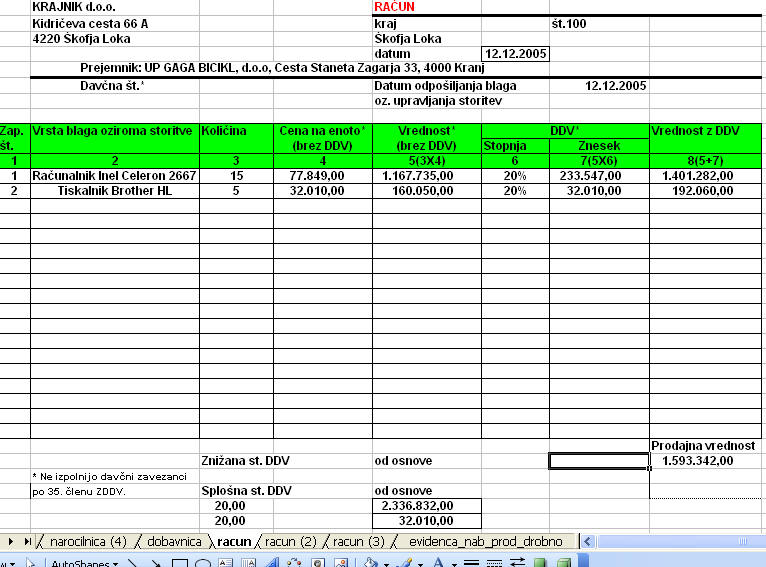 KRAJNIK d.o.o. RAČUN
Kidričeva cesta 66 A kraj št.100
4220 Škofja Loka Škofja Loka
datum 12.12.2005
Prejemnik: UP GAGA BICIKL, d.o.o, Cesta Staneta Zagarja 33, 4000 Kranj
Davčna št.* Datum odpošiljanja blaga 12.12.2005
oz. upravljanja storitev
Zap. Vrsta blaga oziroma storitve Količina Cena na enoto* Vrednost* DDV* Vrednost z DDV
št. (brez DDV) (brez DDV) Stopnja Znesek
1 2 3 4 5(3X4) 6 7(5X6) 8(5+7)
1 Računalnik Inel Celeron 2667 15 77.849,00 1.167.735,00 20% 233.547,00 1.401.282,00
2 Tiskalnik Brother HL 5 32.010,00 160.050,00 20% 32.010,00 192.060,00
Prodajna vrednost
Znižana st. DDV od osnove 1.593.342,00
* Ne izpolnijo davčni zavezanci
po 35. členu ZDDV. Splošna st. DDV od osnove
20,00 2.336.832,00
20,00 32.010,00
narocilnica (4) dobavnica racun racun (2) racun (3) evidenca_nab_prod_drobno
AutoShapes